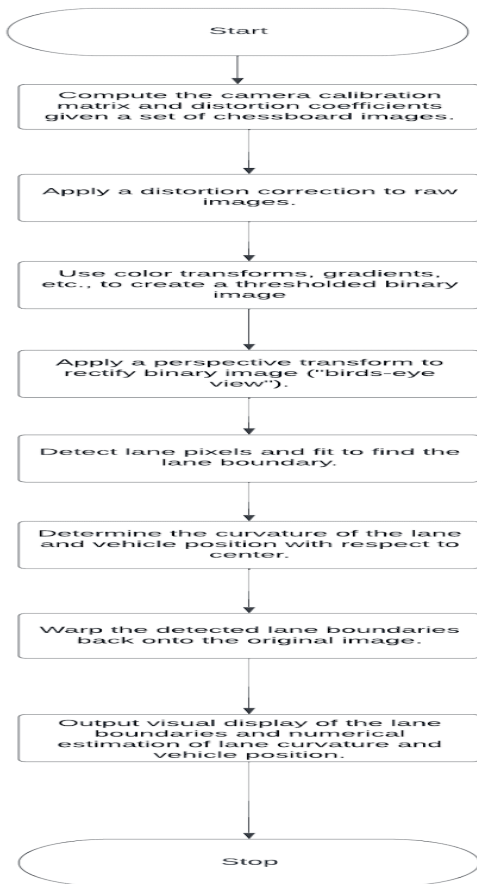 Start
Compute the camera calibration
matrix and distortion coefficients
given a set of chessboard images.
Apply a distortion correction to raw
images.
Use color transforms, gradients,
etc., to create a thresholded binary
image
Apply a perspective transform to
rectify binary image ("birds-eye
view").
Detect lane pixels and fit to find the
lane boundary.
Determine the curvature of the lane
and vehicle position with respect to
center.
Warp the detected lane boundaries
back onto the original image.
Output visual display of the lane
boundaries and numerical
estimation of lane curvature and
vehicle position.
Stop